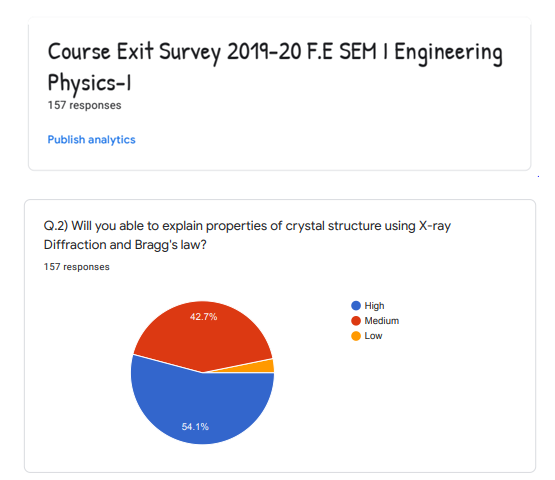 Course Exit Survey 2019-20 F.E SEM I Engineering
Physics-I
157 responses
Publish analytics
Q.2) Will you able to explain properties of crystal structure using X-ray
Diffraction and Bragg's law?
157 responses
High
Medium
Low
42.7%
54.1%